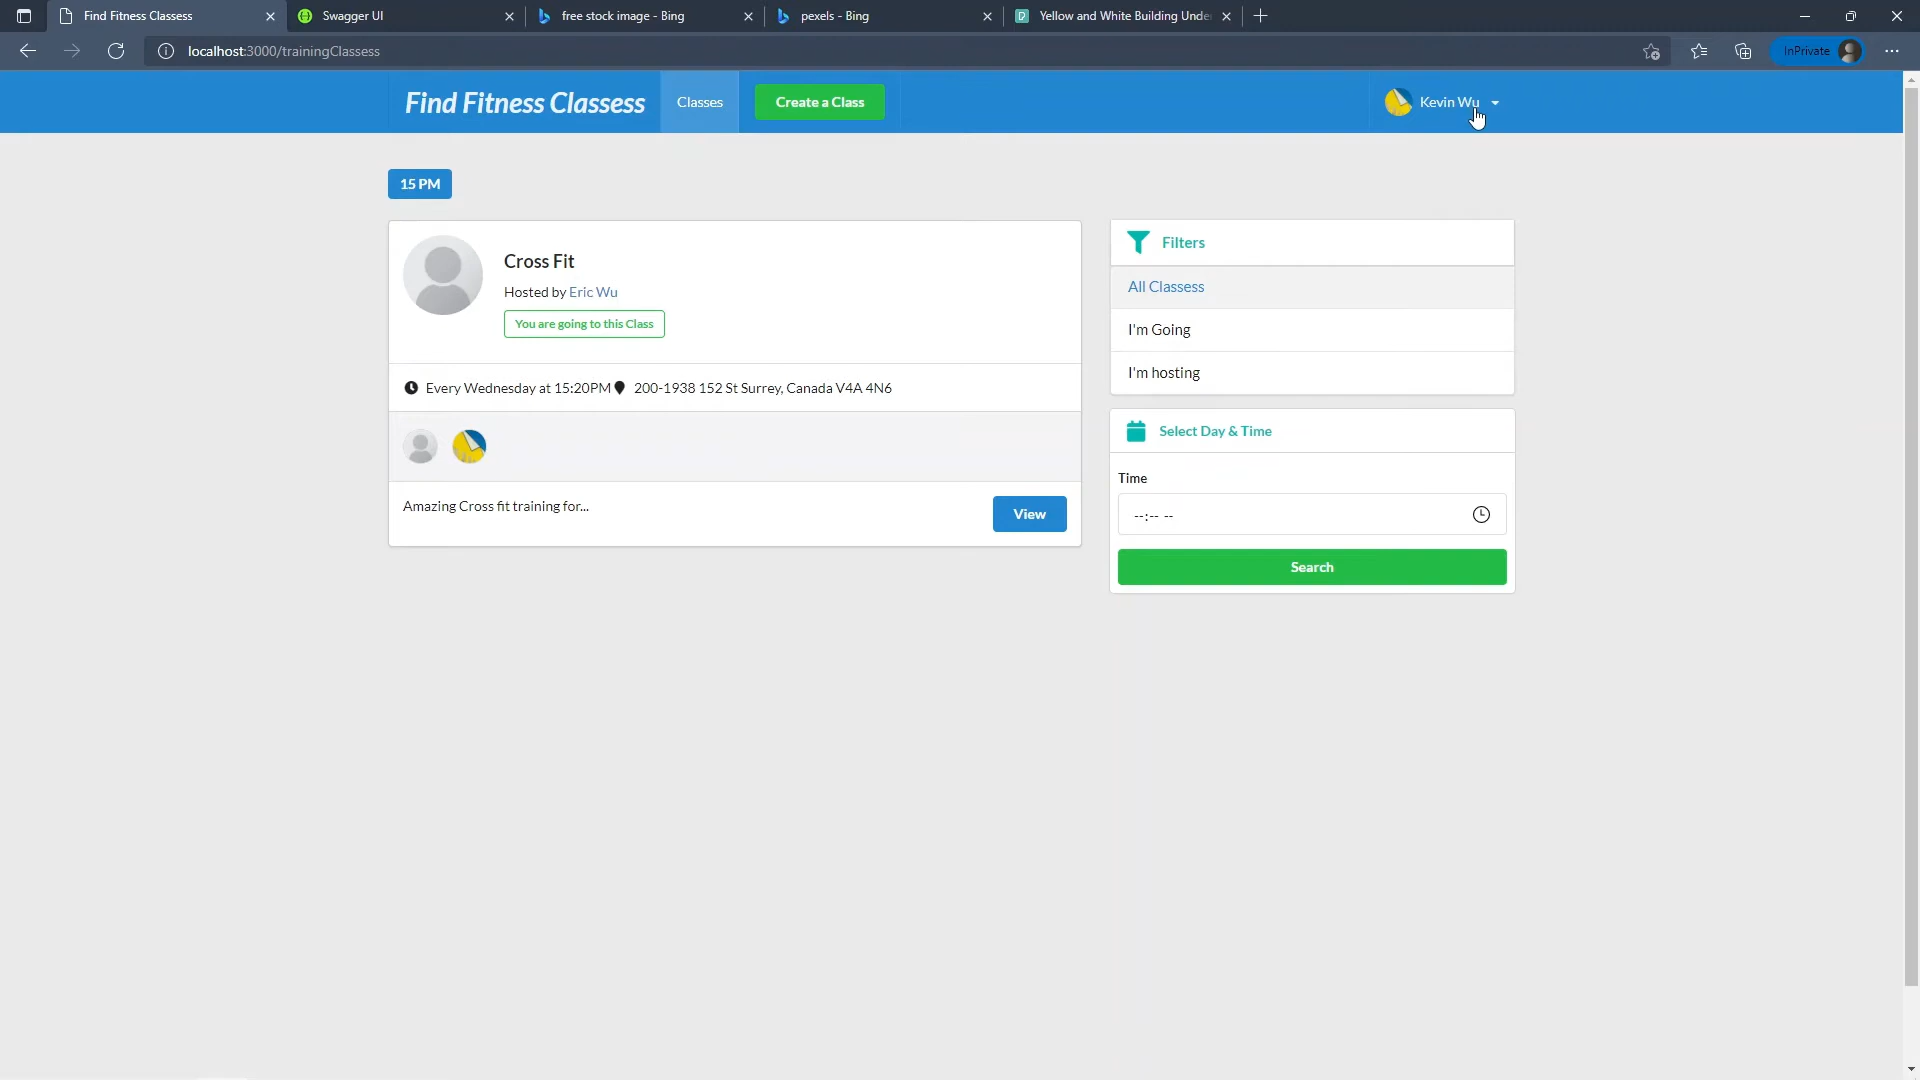 Find Fitness Classess
Swagger UI
free stock image - Bing
pexels - Bing
Yellow and White Building Unde
localhost:3000/trainingClassess
InPrivate
Find Fitness Classess
Classes
Create a Class
Kevin Wu
15 PM
Cross Fit
Hosted by Eric Wu
You are going to this Class
Every Wednesday at 15:20PM 200-1938 152 St Surrey, Canada V4A 4N6
Amazing Cross fit training for...
View
Filters
All Classess
I'm Going
I'm hosting
Select Day & Time
Time
--:-- --
Search